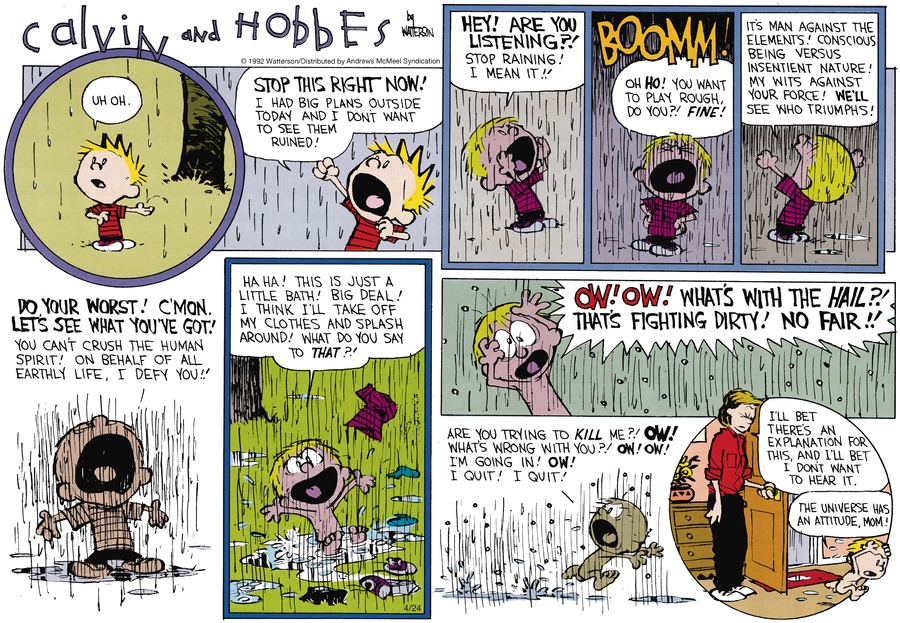 calvin and HOBBES
by WATTERSON
© 1992 Watterson/Distributed by Andrews McMeel Syndication
UH OH.
STOP THIS RIGHT NOW!
I HAD BIG PLANS OUTSIDE
TODAY AND I DON'T WANT
TO SEE THEM
RUINED!
HEY! ARE YOU
LISTENING?!
STOP RAINING!
I MEAN IT!!
BOOMM!
OH HO! YOU WANT
TO PLAY ROUGH,
DO YOU?! FINE!
IT'S MAN AGAINST THE
ELEMENTS! CONSCIOUS
BEING VERSUS
INSENTIENT NATURE!
MY WITS AGAINST
YOUR FORCE! WE'LL
SEE WHO TRIUMPHS!
DO YOUR WORST! C'MON,
LET'S SEE WHAT YOU'VE GOT!
YOU CAN'T CRUSH THE HUMAN
SPIRIT! ON BEHALF OF ALL
EARTHLY LIFE, I DEFY YOU!!
HA HA! THIS IS JUST A
LITTLE BATH! BIG DEAL!
I THINK I'LL TAKE OFF
MY CLOTHES AND SPLASH
AROUND! WHAT DO YOU SAY
TO THAT?!
4/24
OW! OW! WHAT'S WITH THE HAIL?!
THAT'S FIGHTING DIRTY! NO FAIR!!
ARE YOU TRYING TO KILL ME?! OW!
WHAT'S WRONG WITH YOU?! OW! OW!
I'M GOING IN! OW!
I QUIT! I QUIT!
I'LL BET
THERE'S AN
EXPLANATION FOR
THIS, AND I'LL BET
I DON'T WANT
TO HEAR IT.
THE UNIVERSE HAS
AN ATTITUDE, MOM!